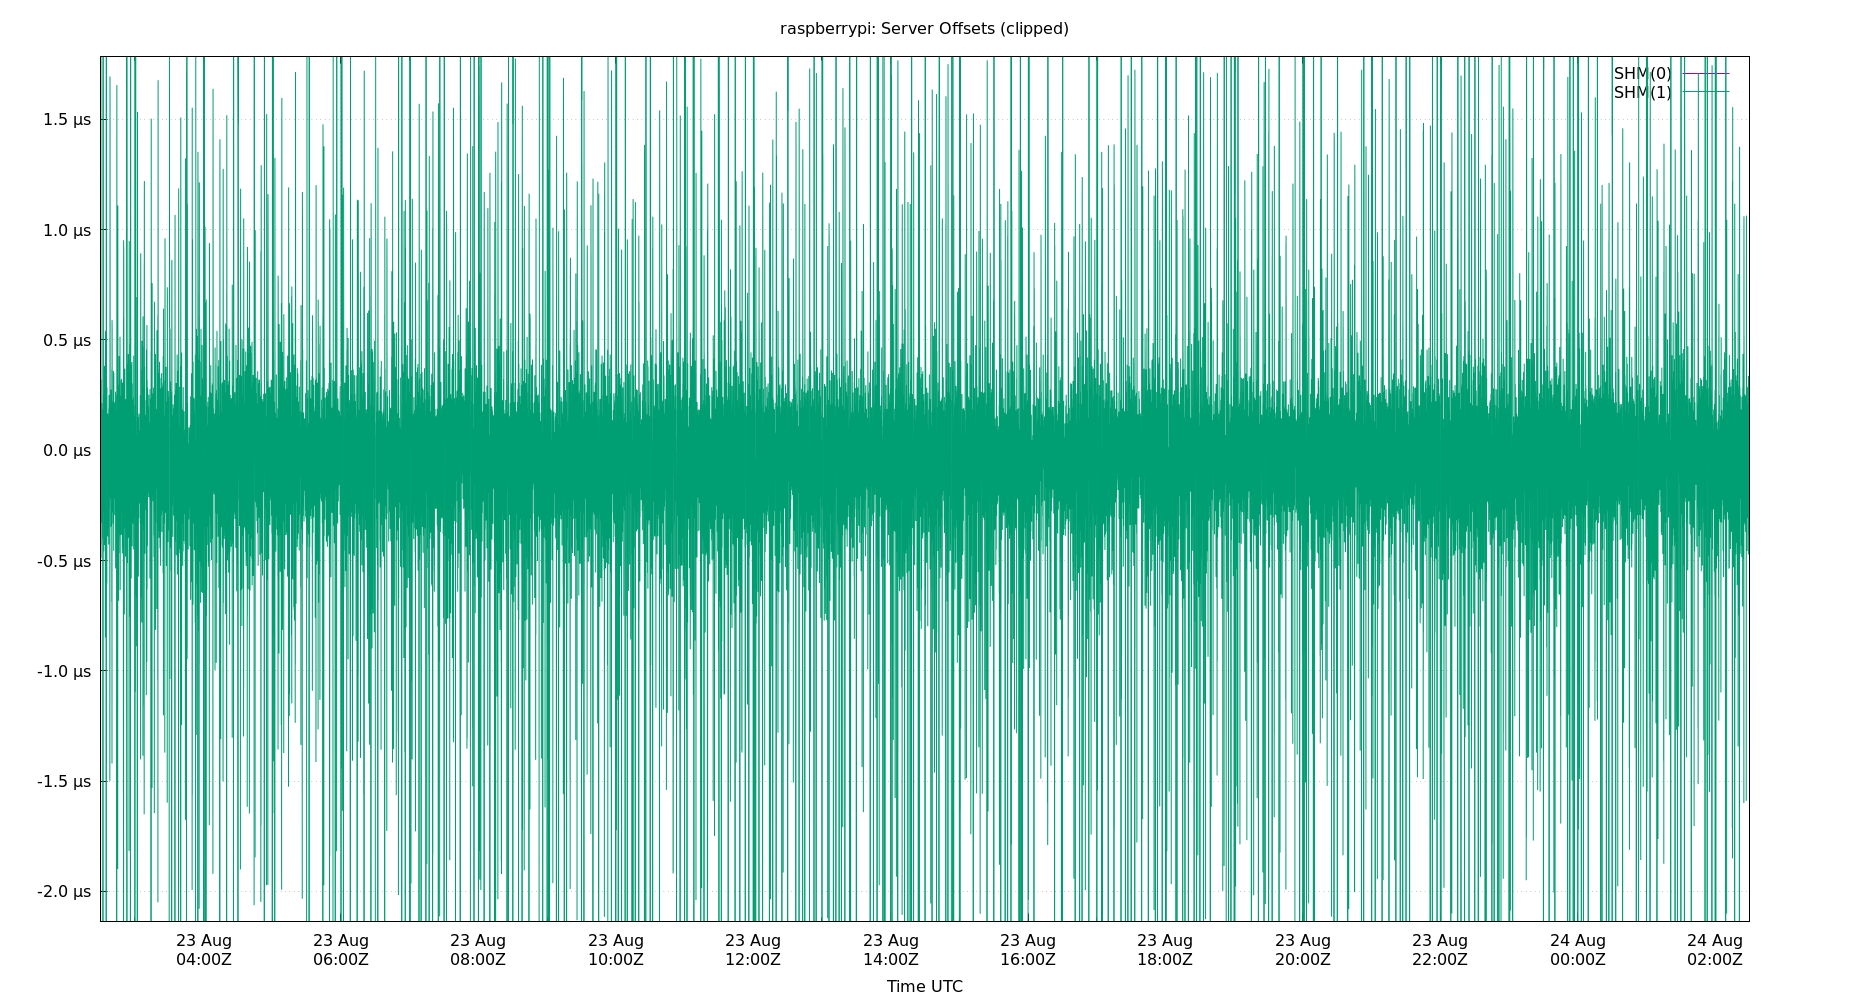 raspberrypi: Server Offsets (clipped)
SHM(0)
SHM(1)
1.5 µs
1.0 µs
0.5 µs
0.0 µs
-0.5 µs
-1.0 µs
-1.5 µs
-2.0 µs
23 Aug 23 Aug 23 Aug 23 Aug 23 Aug 23 Aug 23 Aug 23 Aug 23 Aug 23 Aug 24 Aug 24 Aug
04:00Z 06:00Z 08:00Z 10:00Z 12:00Z 14:00Z 16:00Z 18:00Z 20:00Z 22:00Z 00:00Z 02:00Z
Time UTC